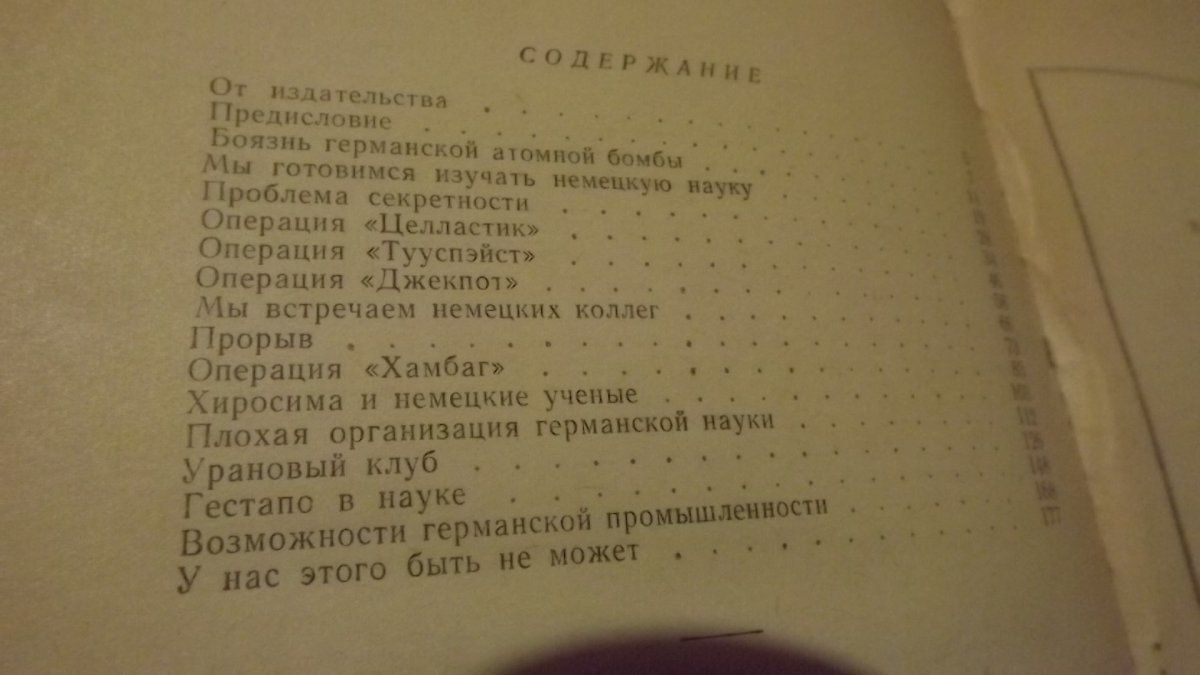 СОДЕРЖАНИЕ
От издательства
Предисловие
Боязнь германской атомной бомбы
Мы готовимся изучать немецкую науку
Проблема секретности
Операция «Целластик»
Операция «Тууспэйст»
Операция «Джекпот»
Мы встречаем немецких коллег
Прорыв
Операция «Хамбаг»
Хиросима и немецкие ученые
Плохая организация германской науки
Урановый клуб
Гестапо в науке
Возможности германской промышленности
У нас этого быть не может 177